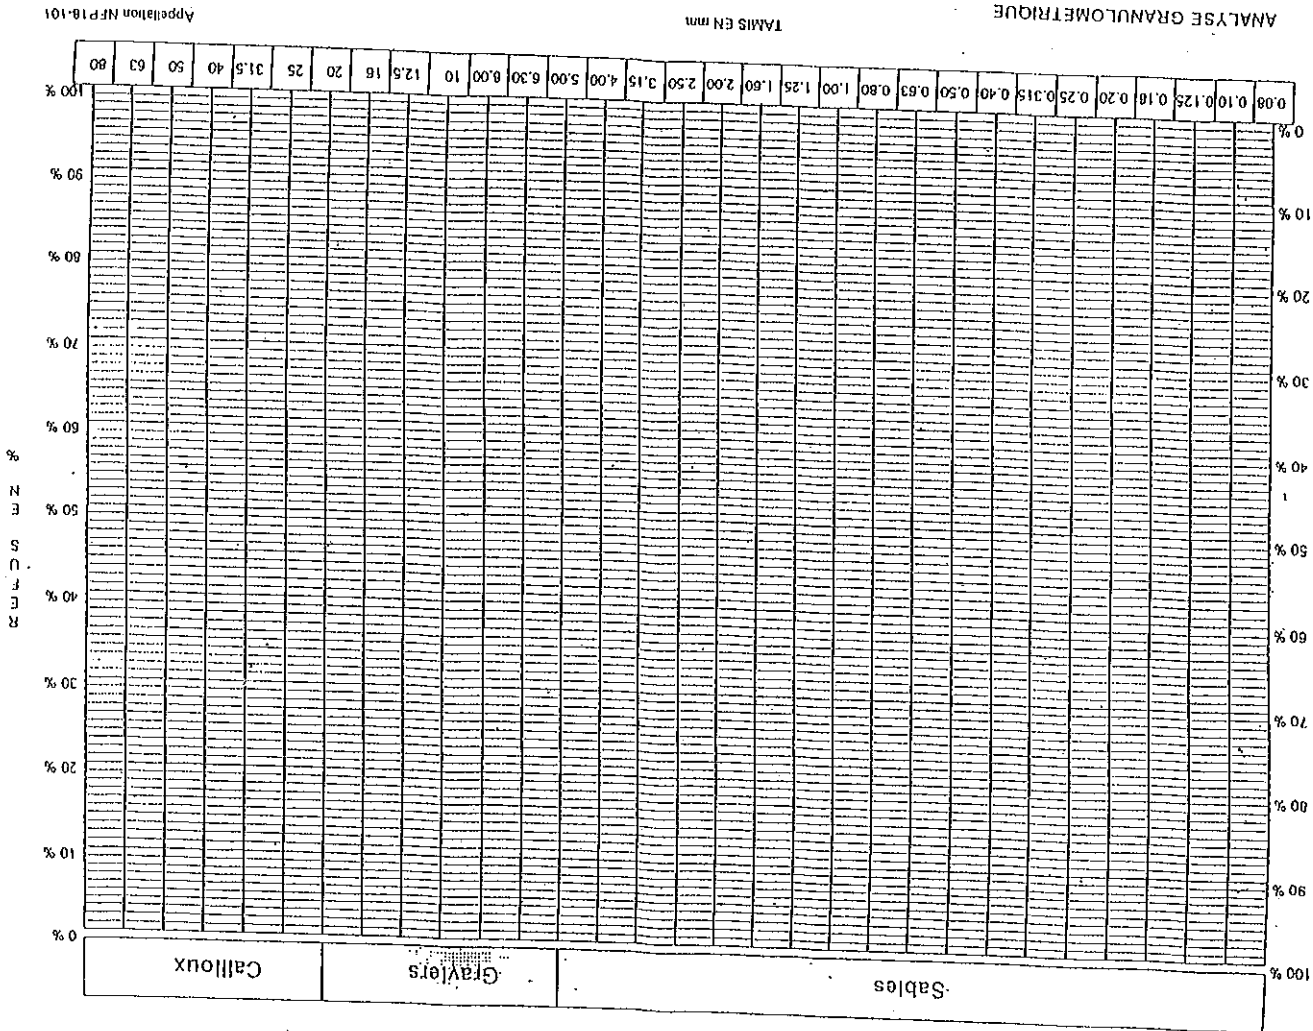 Sables Graviers Cailloux
100 % 0 %
90 % 10 %
80 % 20 %
70 % 30 %
60 % 40 %
50 % 50 %
40 % 60 %
30 % 70 %
20 % 80 %
10 % 90 %
0 % 100 %
REFUS EN %
0.08 0.10 0.125 0.16 0.20 0.25 0.315 0.40 0.50 0.63 0.80 1.00 1.25 1.60 2.00 2.50 3.15 4.00 5.00 6.30 8.00 10 12.5 16 20 25 31.5 40 50 63 80
ANALYSE GRANULOMETRIQUE TAMIS EN mm Appellation NFP18-101